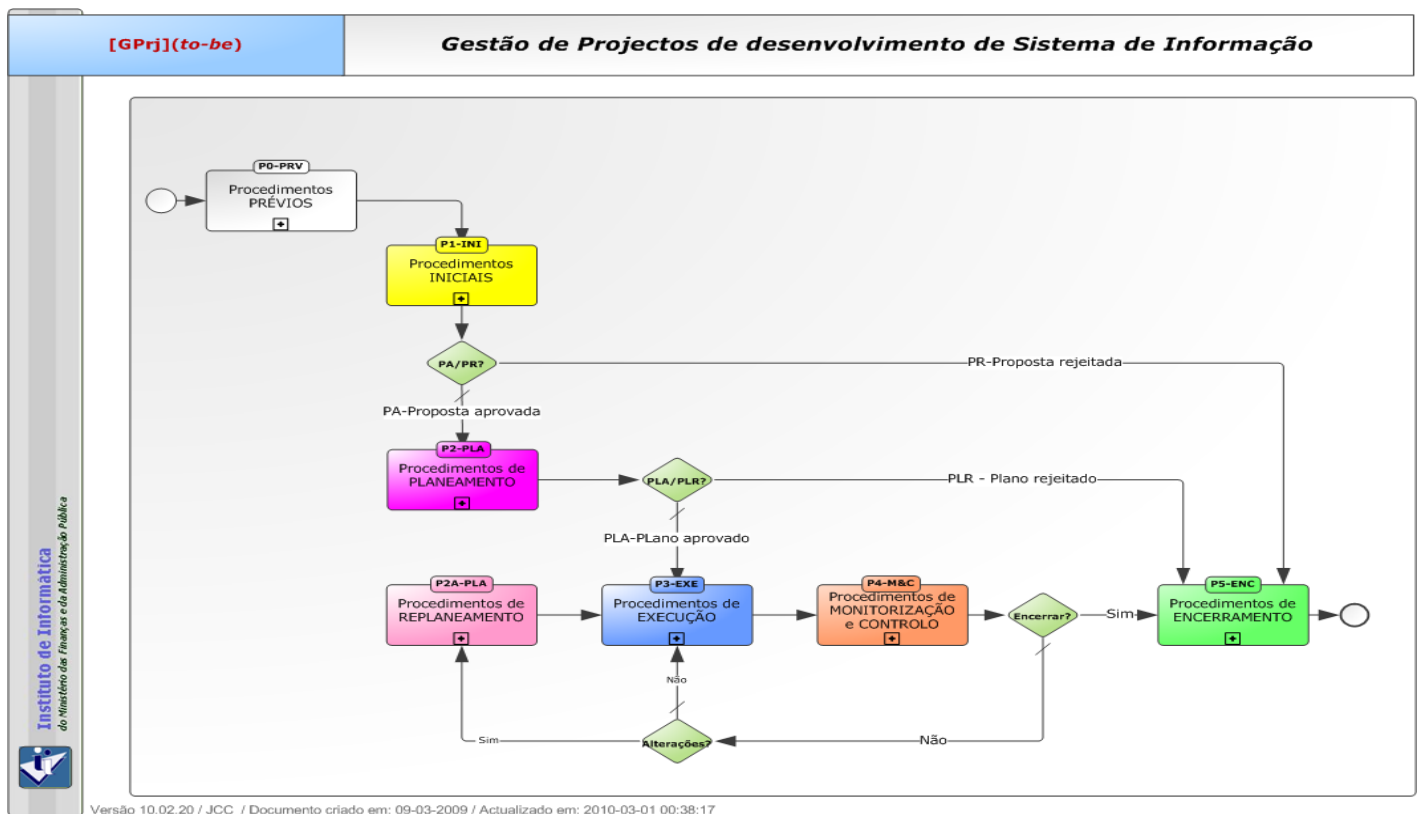 [GPrj](to-be)
Gestão de Projectos de desenvolvimento de Sistema de Informação
P0-PRV
Procedimentos
PRÉVIOS
P1-INI
Procedimentos
INICIAIS
PA/PR?
PR-Proposta rejeitada
PA-Proposta aprovada
P2-PLA
Procedimentos de
PLANEAMENTO
PLA/PLR?
PLR - Plano rejeitado
PLA-PLano aprovado
P2A-PLA
Procedimentos de
REPLANEAMENTO
P3-EXE
Procedimentos de
EXECUÇÃO
P4-M&C
Procedimentos de
MONITORIZAÇÃO
e CONTROLO
Encerrar?
Sim
P5-ENC
Procedimentos de
ENCERRAMENTO
Não
Alterações?
Sim
Não
Instituto de Informática
do Ministério das Finanças e da Administração Pública
Versão 10.02.20 / JCC / Documento criado em: 09-03-2009 / Actualizado em: 2010-03-01 00:38:17